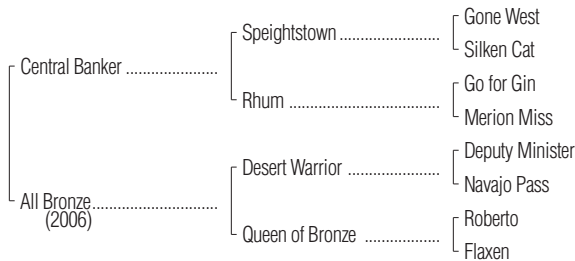 Gone West
Speightstown ....................
Silken Cat
Central Banker ....................
Go for Gin
Rhum ....................
Merion Miss
Deputy Minister
Desert Warrior ....................
Navajo Pass
All Bronze....................
(2006)
Roberto
Queen of Bronze ....................
Flaxen